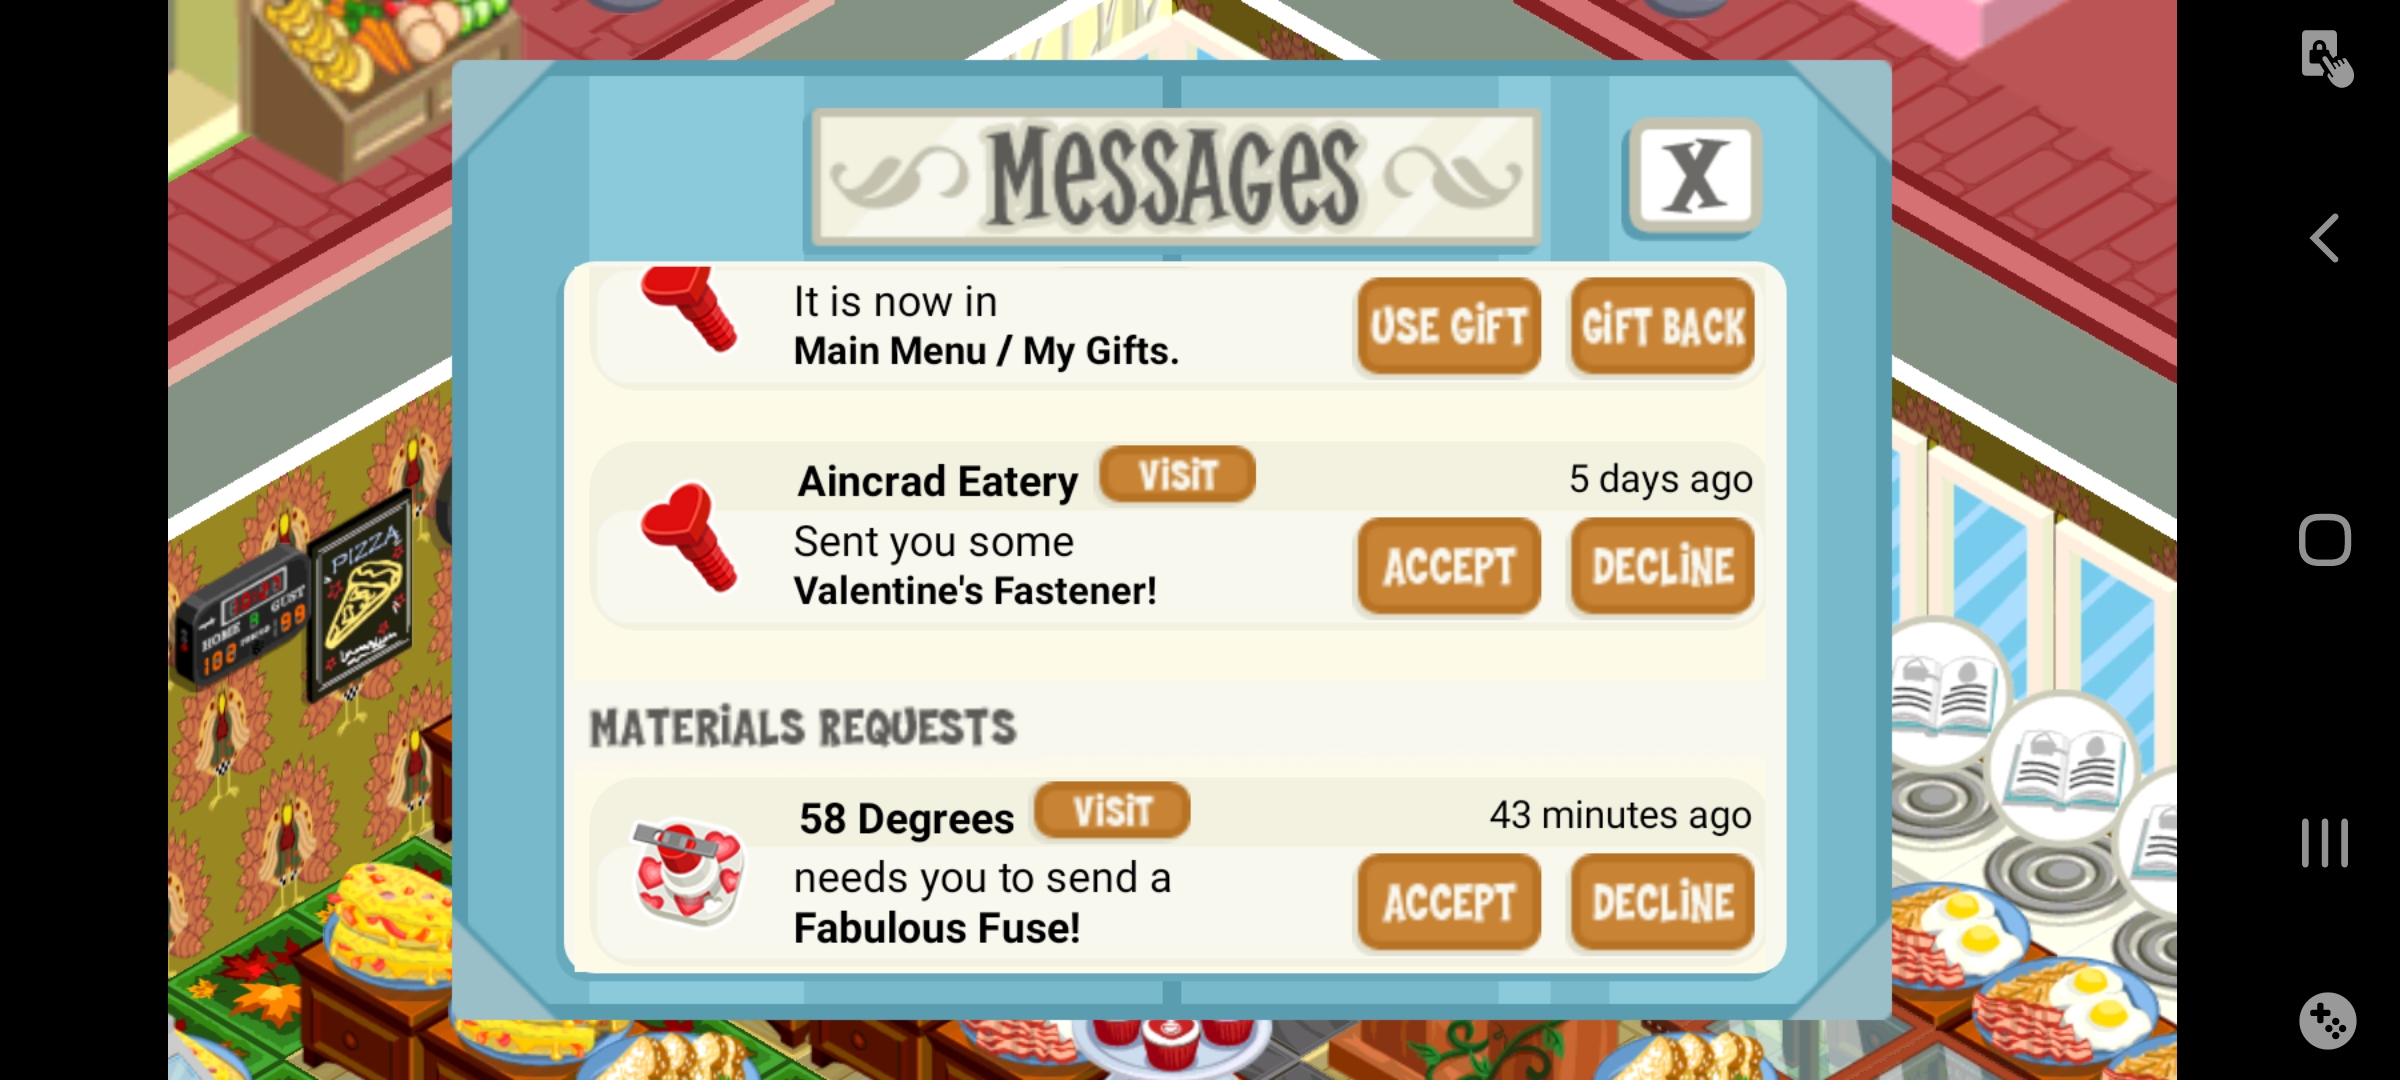 MESSAGES
X
It is now in
Main Menu / My Gifts.
USE GIFT
GIFT BACK
Aincrad Eatery
VISIT
5 days ago
Sent you some
Valentine's Fastener!
ACCEPT
DECLINE
MATERIALS REQUESTS
58 Degrees
VISIT
43 minutes ago
needs you to send a
Fabulous Fuse!
ACCEPT
DECLINE
PIZZA
HOME
GUST
102
99